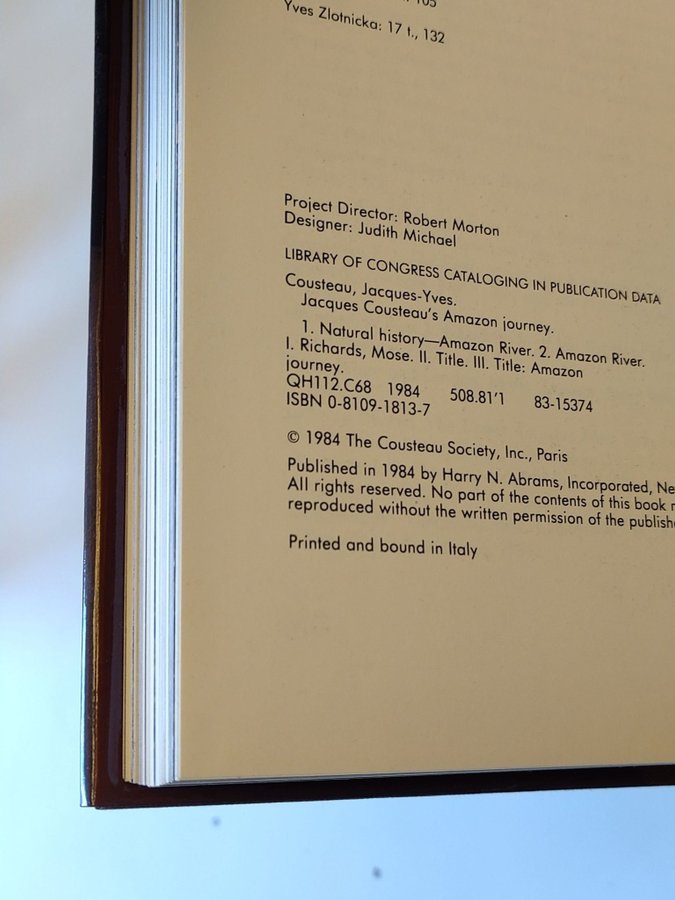 105
Yves Zlotnicka: 17 t., 132
Project Director: Robert Morton
Designer: Judith Michael
LIBRARY OF CONGRESS CATALOGING IN PUBLICATION DATA
Cousteau, Jacques-Yves.
Jacques Cousteau's Amazon journey.
1. Natural history—Amazon River. 2. Amazon River.
I. Richards, Mose. II. Title. III. Title: Amazon
journey.
QH112.C68 1984 508.81'1 83-15374
ISBN 0-8109-1813-7
© 1984 The Cousteau Society, Inc., Paris
Published in 1984 by Harry N. Abrams, Incorporated, Ne
All rights reserved. No part of the contents of this book
reproduced without the written permission of the publish
Printed and bound in Italy